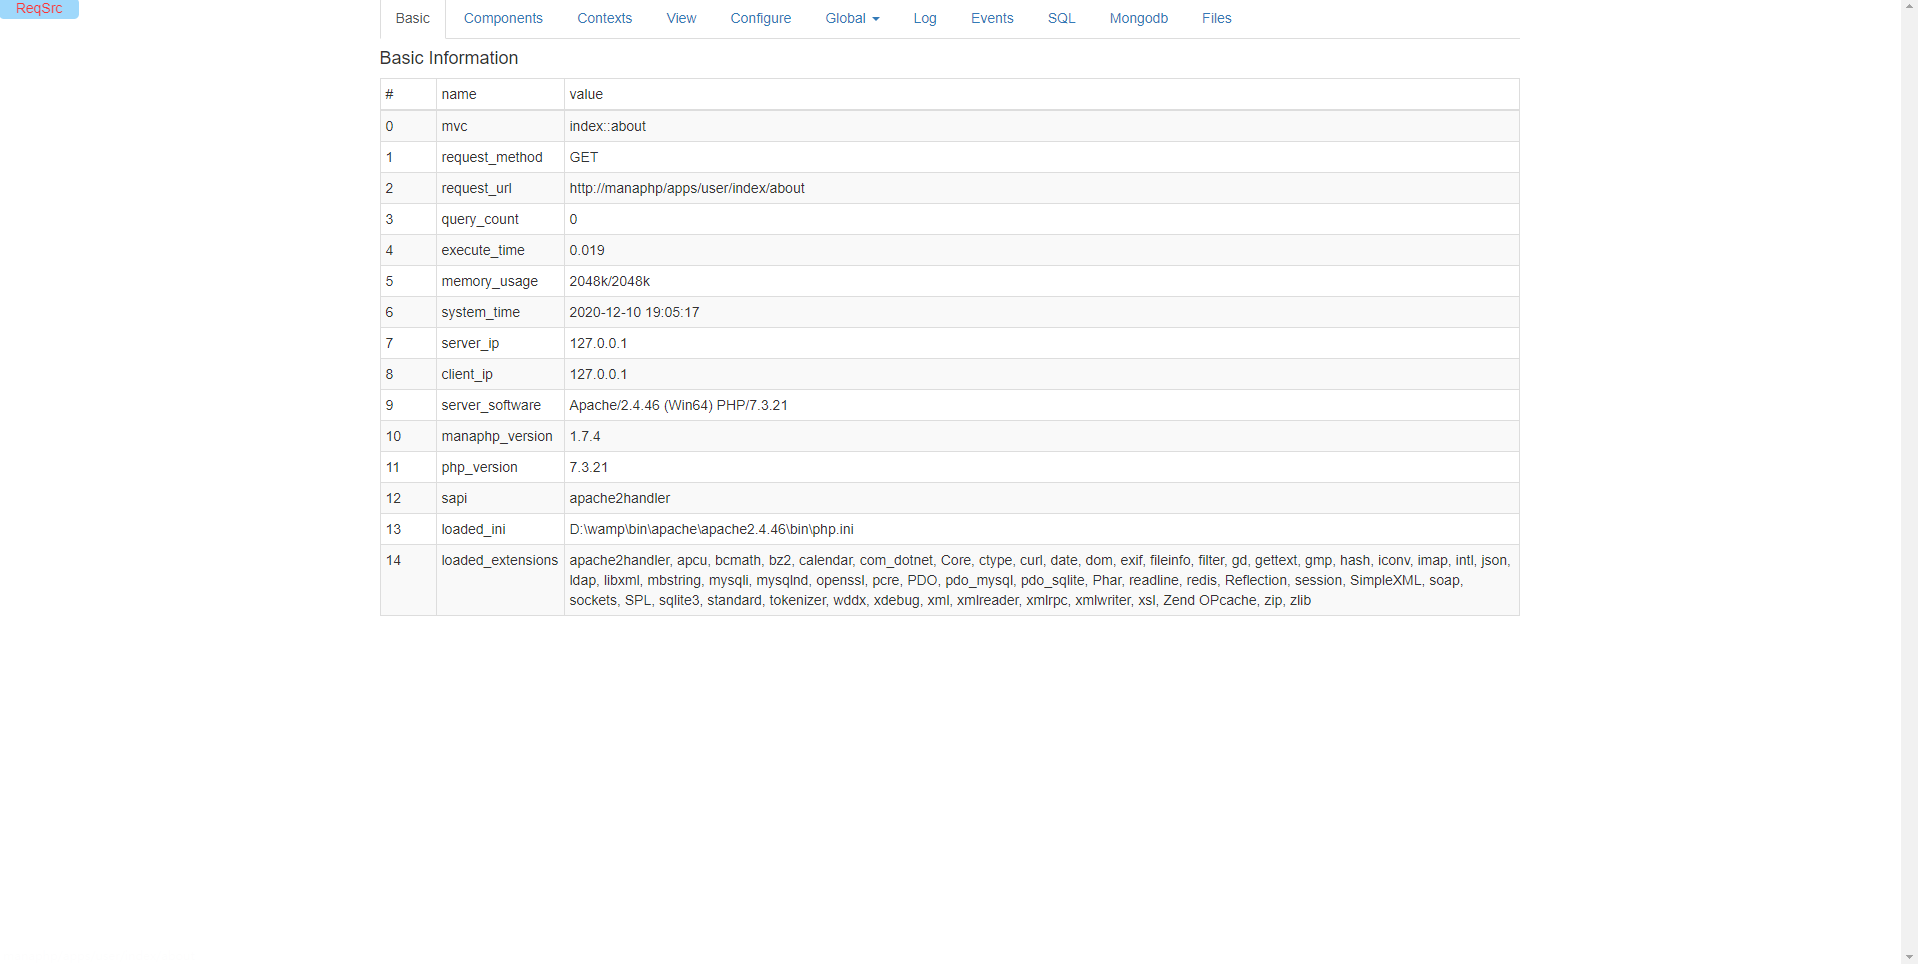 ReqSrc
Basic Components Contexts View Configure Global Log Events SQL Mongodb Files
Basic Information
# name value
0 mvc index::about
1 request_method GET
2 request_url http://manaphp/apps/user/index/about
3 query_count 0
4 execute_time 0.019
5 memory_usage 2048k/2048k
6 system_time 2020-12-10 19:05:17
7 server_ip 127.0.0.1
8 client_ip 127.0.0.1
9 server_software Apache/2.4.46 (Win64) PHP/7.3.21
10 manaphp_version 1.7.4
11 php_version 7.3.21
12 sapi apache2handler
13 loaded_ini D:\wamp\bin\apache\apache2.4.46\bin\php.ini
14 loaded_extensions apache2handler, apcu, bcmath, bz2, calendar, com_dotnet, Core, ctype, curl, date, dom, exif, fileinfo, filter, gd, gettext, gmp, hash, iconv, imap, intl, json,
ldap, libxml, mbstring, mysqli, mysqlnd, openssl, pcre, PDO, pdo_mysql, pdo_sqlite, Phar, readline, redis, Reflection, session, SimpleXML, soap,
sockets, SPL, sqlite3, standard, tokenizer, wddx, xdebug, xml, xmlreader, xmlrpc, xmlwriter, xsl, Zend OPcache, zip, zlib